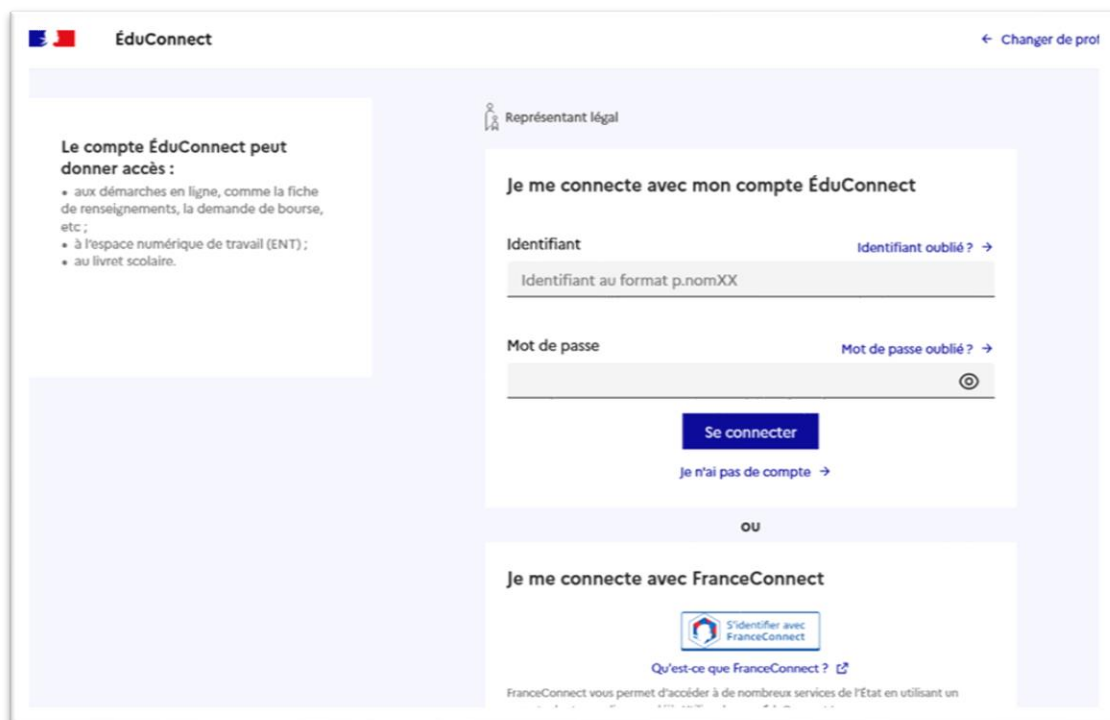 ÉduConnect
← Changer de prof
Le compte ÉduConnect peut
donner accès :
• aux démarches en ligne, comme la fiche
de renseignements, la demande de bourse,
etc ;
• à l'espace numérique de travail (ENT) ;
• au livret scolaire.
Représentant légal
Je me connecte avec mon compte ÉduConnect
Identifiant
Identifiant oublié ? →
Identifiant au format p.nomXX
Mot de passe
Mot de passe oublié ? →
Se connecter
Je n'ai pas de compte →
ou
Je me connecte avec FranceConnect
S'identifier avec
FranceConnect
Qu'est-ce que FranceConnect ?
FranceConnect vous permet d'accéder à de nombreux services de l'État en utilisant un